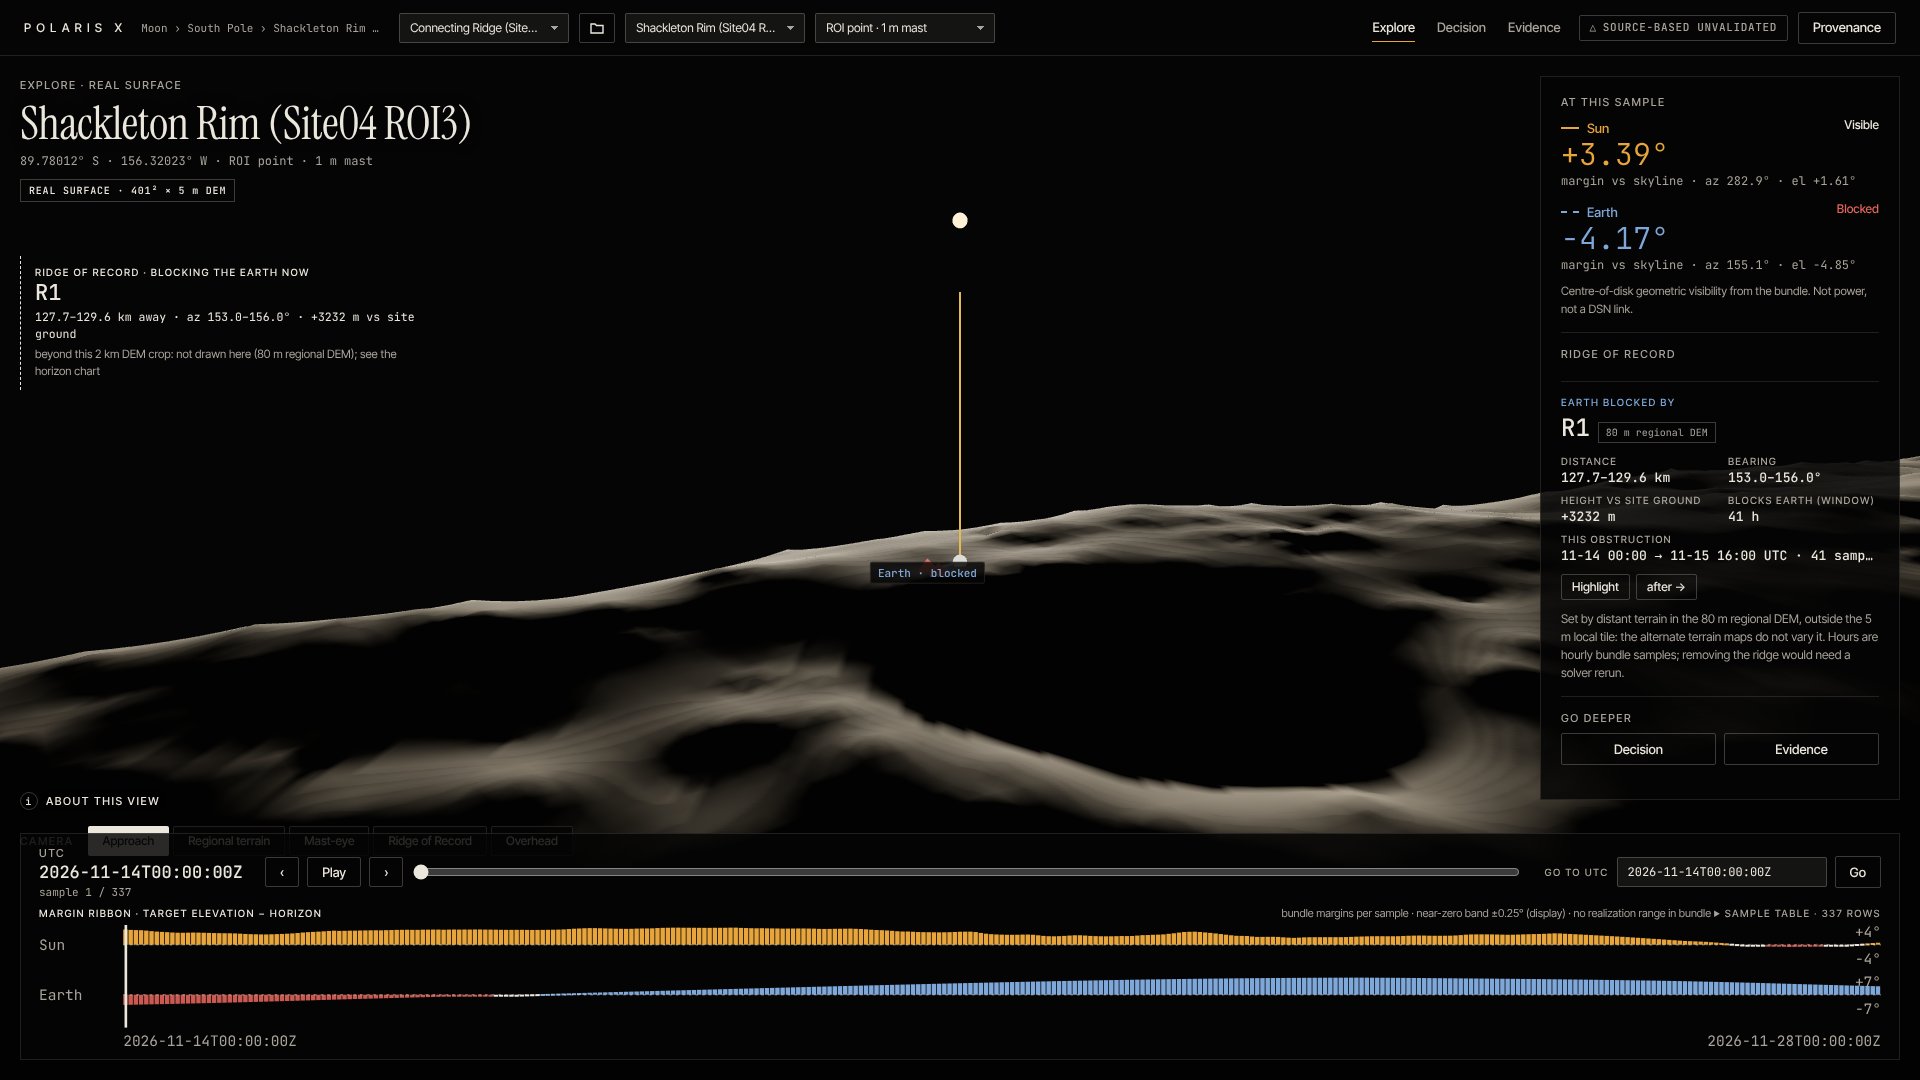 POLARIS X
Moon › South Pole › Shackleton Rim …
Connecting Ridge (Site…
Shackleton Rim (Site04 R…
ROI point · 1 m mast
Explore
Decision
Evidence
△ SOURCE-BASED UNVALIDATED
Provenance
EXPLORE · REAL SURFACE
Shackleton Rim (Site04 ROI3)
89.78012° S · 156.32023° W · ROI point · 1 m mast
REAL SURFACE · 401² × 5 m DEM
RIDGE OF RECORD · BLOCKING THE EARTH NOW
R1
127.7–129.6 km away · az 153.0–156.0° · +3232 m vs site
ground
beyond this 2 km DEM crop: not drawn here (80 m regional DEM); see the
horizon chart
Earth · blocked
AT THIS SAMPLE
Sun
Visible
+3.39°
margin vs skyline · az 282.9° · el +1.61°
Earth
Blocked
-4.17°
margin vs skyline · az 155.1° · el -4.85°
Centre-of-disk geometric visibility from the bundle. Not power,
not a DSN link.
RIDGE OF RECORD
EARTH BLOCKED BY
R1 80 m regional DEM
DISTANCE
BEARING
127.7–129.6 km
153.0–156.0°
HEIGHT VS SITE GROUND
BLOCKS EARTH (WINDOW)
+3232 m
41 h
THIS OBSTRUCTION
11-14 00:00 → 11-15 16:00 UTC · 41 samp…
Highlight
after →
Set by distant terrain in the 80 m regional DEM, outside the 5
m local tile: the alternate terrain maps do not vary it. Hours are
hourly bundle samples; removing the ridge would need a
solver rerun.
GO DEEPER
Decision
Evidence
i ABOUT THIS VIEW
CAMERA
Approach
Regional terrain
Mast-eye
Ridge of Record
Overhead
UTC
2026-11-14T00:00:00Z
sample 1 / 337
‹
Play
›
GO TO UTC
2026-11-14T00:00:00Z
Go
MARGIN RIBBON · TARGET ELEVATION – HORIZON
bundle margins per sample · near-zero band ±0.25° (display) · no realization range in bundle
▶ SAMPLE TABLE · 337 ROWS
Sun
+4°
-4°
Earth
+7°
-7°
2026-11-14T00:00:00Z
2026-11-28T00:00:00Z